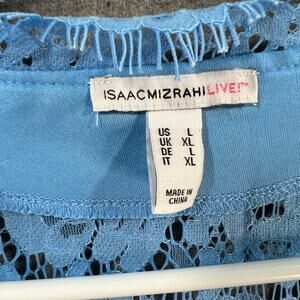 ISAACMIZRAHILIVE!™
US L
UK XL
DE L
IT XL
MADE IN
CHINA